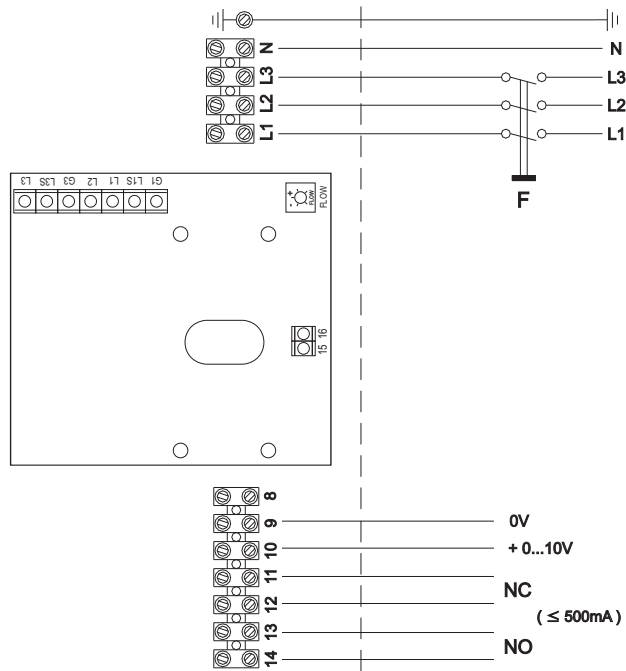 N N
L3 L3
L2 L2
L1 L1
F
L3 L3S G3 L2 L1 L1S G1
+
-
FLOW
FLOW
16
15
8
9 0V
10 + 0...10V
11
NC
12
( ≤ 500mA )
13
NO
14